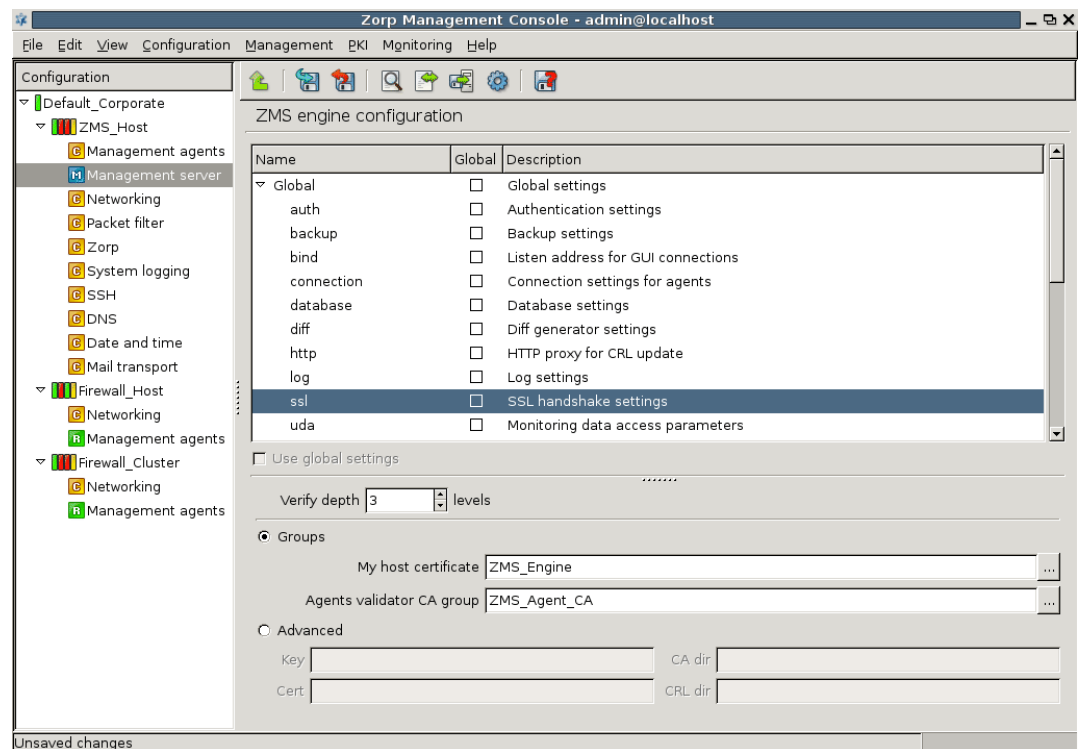 Zorp Management Console - admin@localhost
File Edit View Configuration Management PKI Monitoring Help
Configuration
Default_Corporate
ZMS_Host
Management agents
Management server
Networking
Packet filter
Zorp
System logging
SSH
DNS
Date and time
Mail transport
Firewall_Host
Networking
Management agents
Firewall_Cluster
Networking
Management agents
ZMS engine configuration
Name Global Description
Global Global settings
auth Authentication settings
backup Backup settings
bind Listen address for GUI connections
connection Connection settings for agents
database Database settings
diff Diff generator settings
http HTTP proxy for CRL update
log Log settings
ssl SSL handshake settings
uda Monitoring data access parameters
Use global settings
Verify depth 3 levels
Groups
My host certificate ZMS_Engine ...
Agents validator CA group ZMS_Agent_CA ...
Advanced
Key CA dir
Cert CRL dir
Unsaved changes